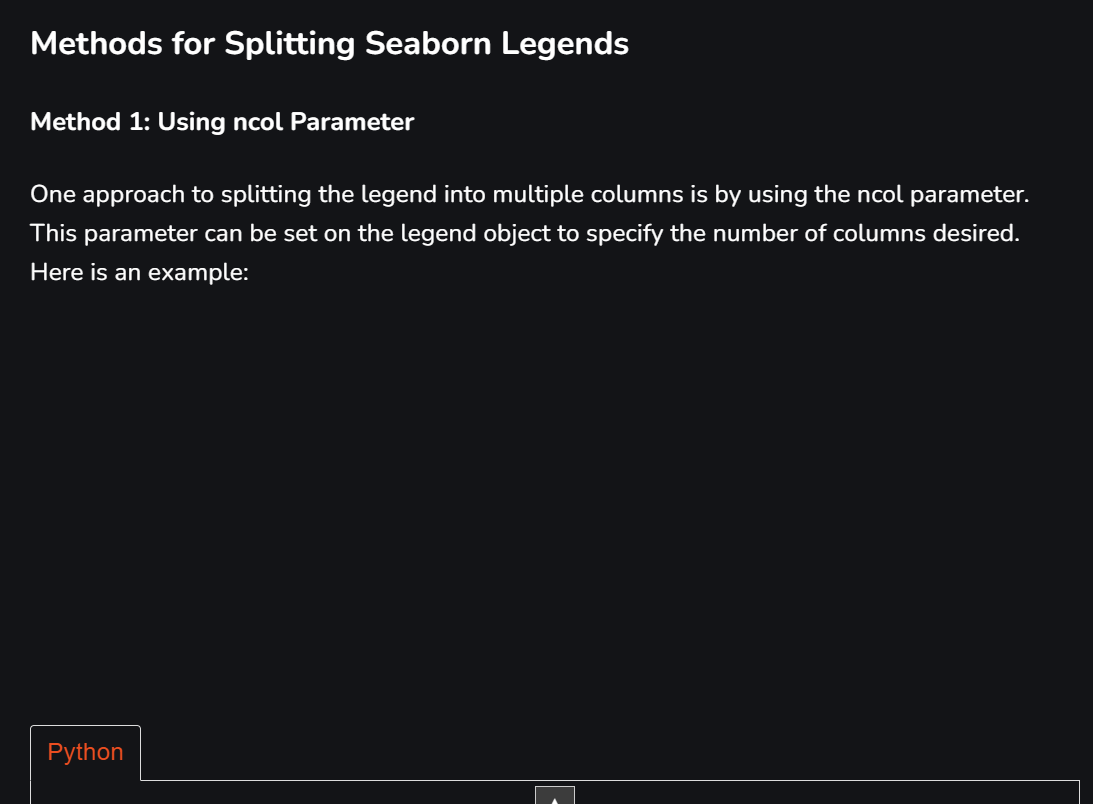 Methods for Splitting Seaborn Legends
Method 1: Using ncol Parameter
One approach to splitting the legend into multiple columns is by using the ncol parameter.
This parameter can be set on the legend object to specify the number of columns desired.
Here is an example:
Python